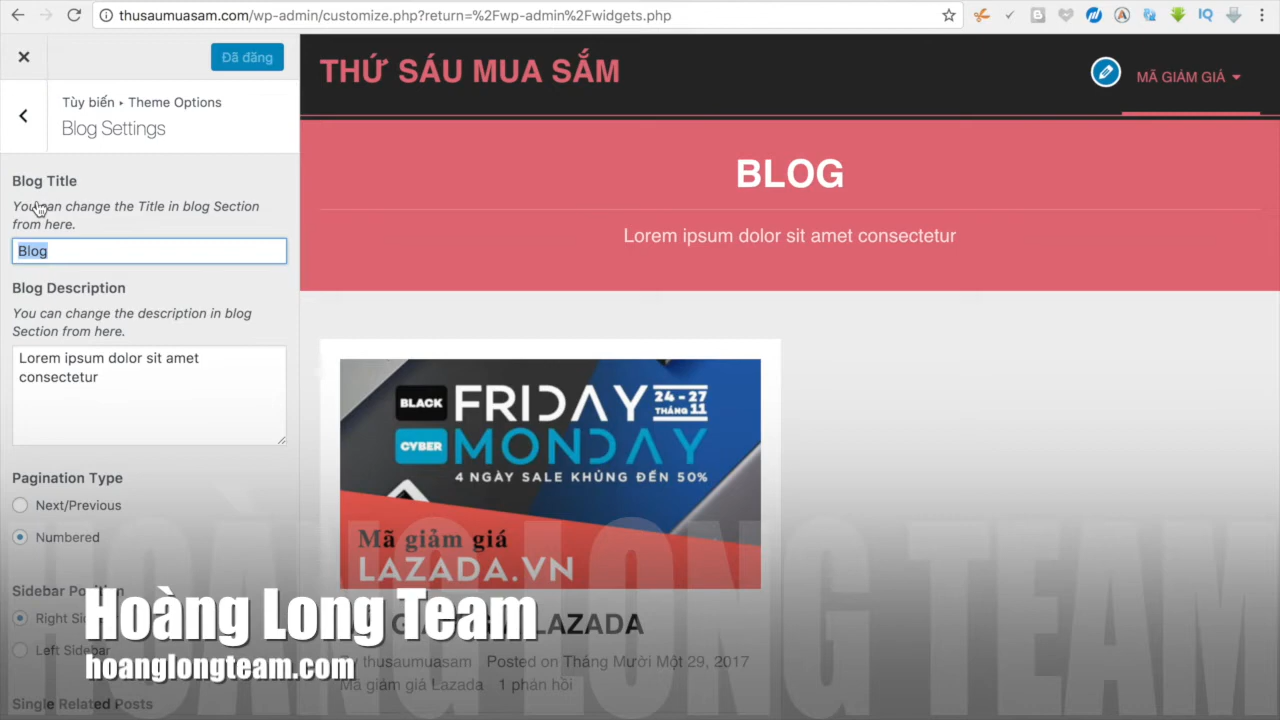 thusaumuasam.com/wp-admin/customize.php?return=%2Fwp-admin%2Fwidgets.php
IQ
Đã đăng
Tùy biến ▸ Theme Options
Blog Settings
Blog Title
You can change the Title in blog Section
from here.
Blog
Blog Description
You can change the description in blog
Section from here.
Lorem ipsum dolor sit amet
consectetur
Pagination Type
Next/Previous
Numbered
Sidebar Position
Right
Left Sidebar
Single Related Posts
THỨ SÁU MUA SẮM
MÃ GIẢM GIÁ
BLOG
Lorem ipsum dolor sit amet consectetur
BLACK FRIDAY 24 - 27
THÁNG 11
CYBER MONDAY
4 NGÀY SALE KHỦNG ĐẾN 50%
Mã giảm giá
LAZADA.VN
LAZADA
thusaumuasam Posted on Tháng Mười Một 29, 2017
Mã giảm giá Lazada 1 phản hồi
Hoàng Long Team
hoanglongteam.com
HOÀNG LONG TEAM